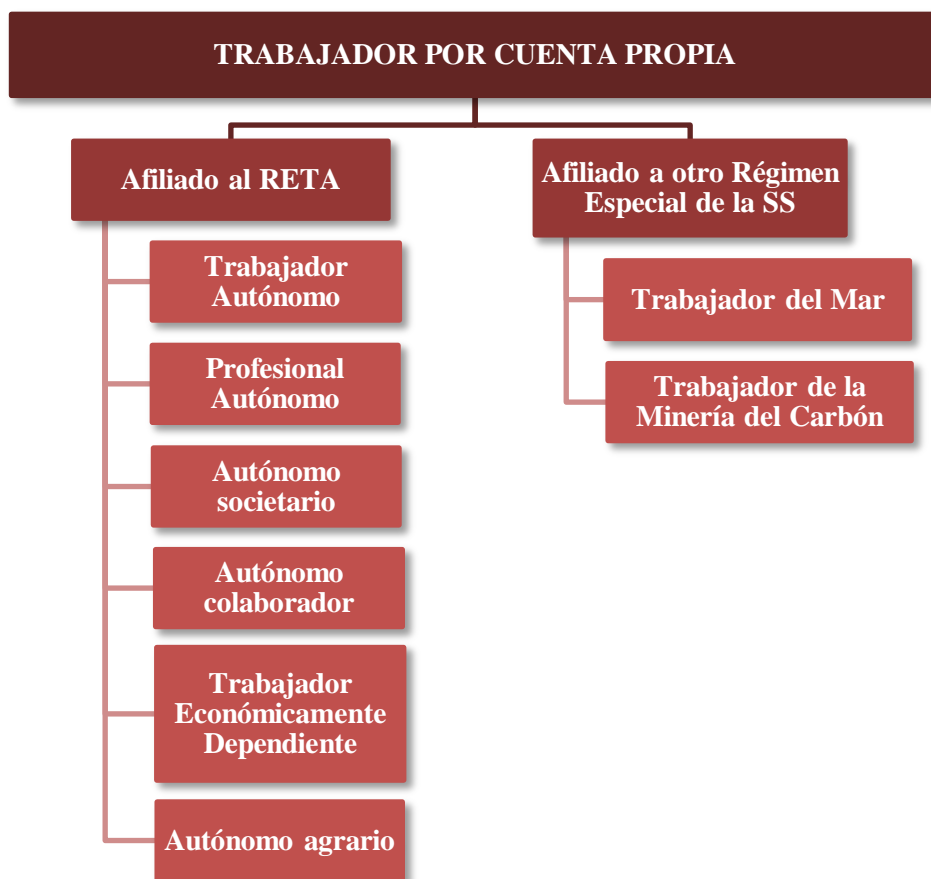 TRABAJADOR POR CUENTA PROPIA
Afiliado al RETA
Trabajador
Autónomo
Profesional
Autónomo
Autónomo
societario
Autónomo
colaborador
Trabajador
Económicamente
Dependiente
Autónomo agrario
Afiliado a otro Régimen
Especial de la SS
Trabajador del Mar
Trabajador de la
Minería del Carbón